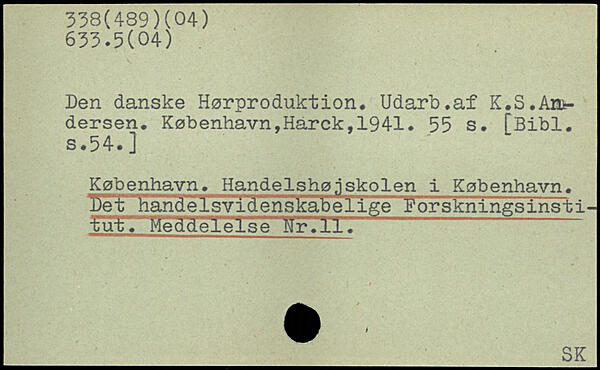 338(489)(04)
633.5(04)
Den danske Hørproduktion. Udarb.af K.S.An-
dersen. København,Harck,1941. 55 s. [Bibl.
s.54.]
København. Handelshøjskolen i København.
Det handelsvidenskabelige Forskningsinsti-
tut. Meddelelse Nr.11.
SK